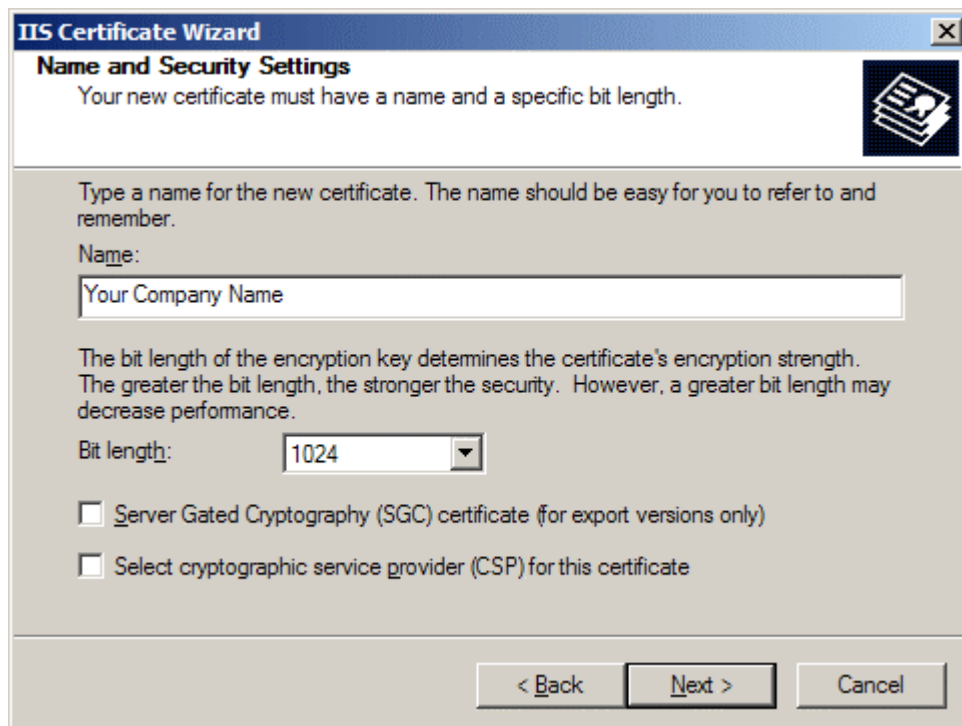 IIS Certificate Wizard
Name and Security Settings
Your new certificate must have a name and a specific bit length.
Type a name for the new certificate. The name should be easy for you to refer to and
remember.
Name:
Your Company Name
The bit length of the encryption key determines the certificate's encryption strength.
The greater the bit length, the stronger the security.  However, a greater bit length may
decrease performance.
Bit length: 1024
Server Gated Cryptography (SGC) certificate (for export versions only)
Select cryptographic service provider (CSP) for this certificate
< Back Next > Cancel